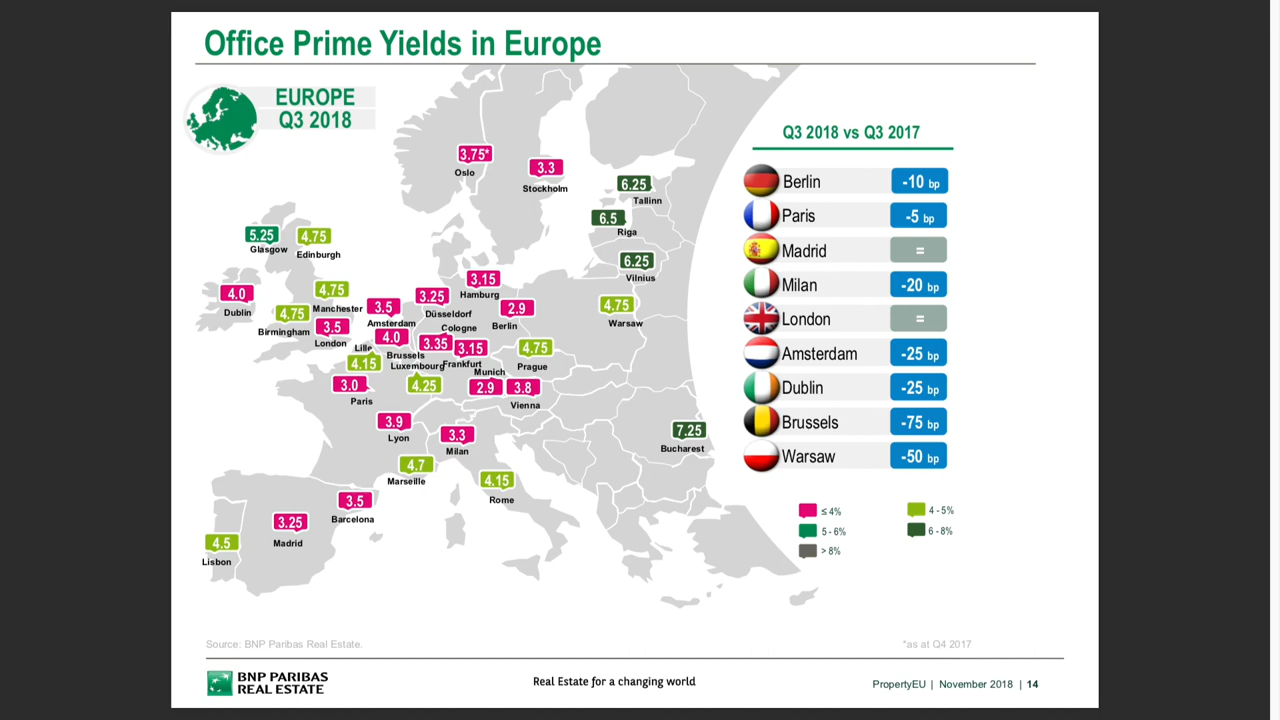 Office Prime Yields in Europe
EUROPE
Q3 2018
Q3 2018 vs Q3 2017
Berlin -10 bp
Paris -5 bp
Madrid =
Milan -20 bp
London =
Amsterdam -25 bp
Dublin -25 bp
Brussels -75 bp
Warsaw -50 bp
3.75*
Oslo
3.3
Stockholm
6.25
Tallinn
6.5
Riga
6.25
Vilnius
5.25
Glasgow
4.75
Edinburgh
4.0
Dublin
4.75
Manchester
4.75
Birmingham
3.5
London
3.5
Amsterdam
3.25
Düsseldorf
3.15
Hamburg
2.9
Berlin
4.75
Warsaw
Cologne
3.35
4.0
Brussels
Lille
4.15
Luxembourg
4.25
3.15
Frankfurt
4.75
Prague
Munich
2.9
3.8
Vienna
3.0
Paris
3.9
Lyon
3.3
Milan
7.25
Bucharest
4.7
Marseille
4.15
Rome
3.5
Barcelona
3.25
Madrid
4.5
Lisbon
≤ 4%
4 - 5%
5 - 6%
6 - 8%
> 8%
Source: BNP Paribas Real Estate.
*as at Q4 2017
BNP PARIBAS
REAL ESTATE
Real Estate for a changing world
PropertyEU | November 2018 | 14